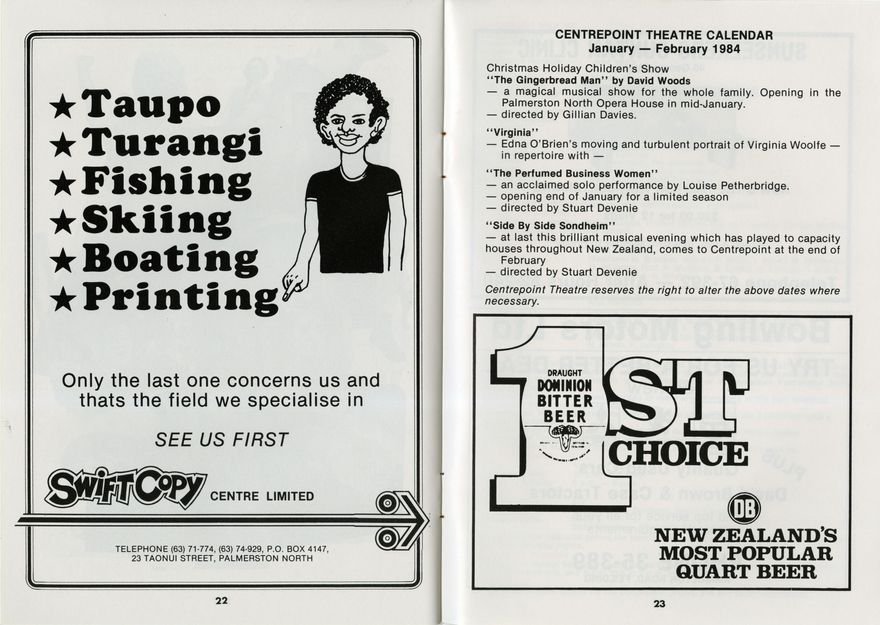 ★Taupo
★Turangi
★Fishing
★Skiing
★Boating
★Printing
Only the last one concerns us and
thats the field we specialise in
SEE US FIRST
SWIFT COPY CENTRE LIMITED
TELEPHONE (63) 71-774, (63) 74-929, P.O. BOX 4147,
23 TAONUI STREET, PALMERSTON NORTH
22
CENTREPOINT THEATRE CALENDAR
January — February 1984
Christmas Holiday Children's Show
"The Gingerbread Man" by David Woods
— a magical musical show for the whole family. Opening in the
Palmerston North Opera House in mid-January.
— directed by Gillian Davies.
"Virginia"
— Edna O'Brien's moving and turbulent portrait of Virginia Woolfe —
in repertoire with —
"The Perfumed Business Women"
— an acclaimed solo performance by Louise Petherbridge.
— opening end of January for a limited season
— directed by Stuart Devenie
"Side By Side Sondheim"
— at last this brilliant musical evening which has played to capacity
houses throughout New Zealand, comes to Centrepoint at the end of
February
— directed by Stuart Devenie
Centrepoint Theatre reserves the right to alter the above dates where
necessary.
1ST
DRAUGHT
DOMINION
BITTER
BEER
CHOICE
DB
NEW ZEALAND'S
MOST POPULAR
QUART BEER
23